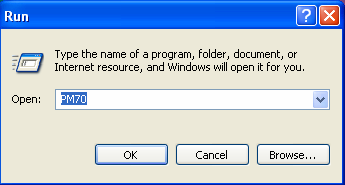 Run
?
Type the name of a program, folder, document, or
Internet resource, and Windows will open it for you.
Open: PM70
OK Cancel Browse...